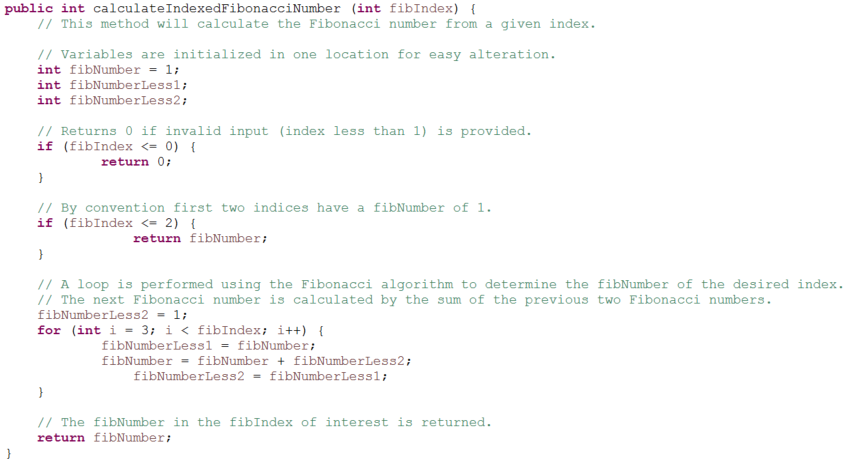 public int calculateIndexedFibonacciNumber (int fibIndex) {
// This method will calculate the Fibonacci number from a given index.
// Variables are initialized in one location for easy alteration.
int fibNumber = 1;
int fibNumberLess1;
int fibNumberLess2;
// Returns 0 if invalid input (index less than 1) is provided.
if (fibIndex <= 0) {
return 0;
}
// By convention first two indices have a fibNumber of 1.
if (fibIndex <= 2) {
return fibNumber;
}
// A loop is performed using the Fibonacci algorithm to determine the fibNumber of the desired index.
// The next Fibonacci number is calculated by the sum of the previous two Fibonacci numbers.
fibNumberLess2 = 1;
for (int i = 3; i < fibIndex; i++) {
fibNumberLess1 = fibNumber;
fibNumber = fibNumber + fibNumberLess2;
fibNumberLess2 = fibNumberLess1;
}
// The fibNumber in the fibIndex of interest is returned.
return fibNumber;
}